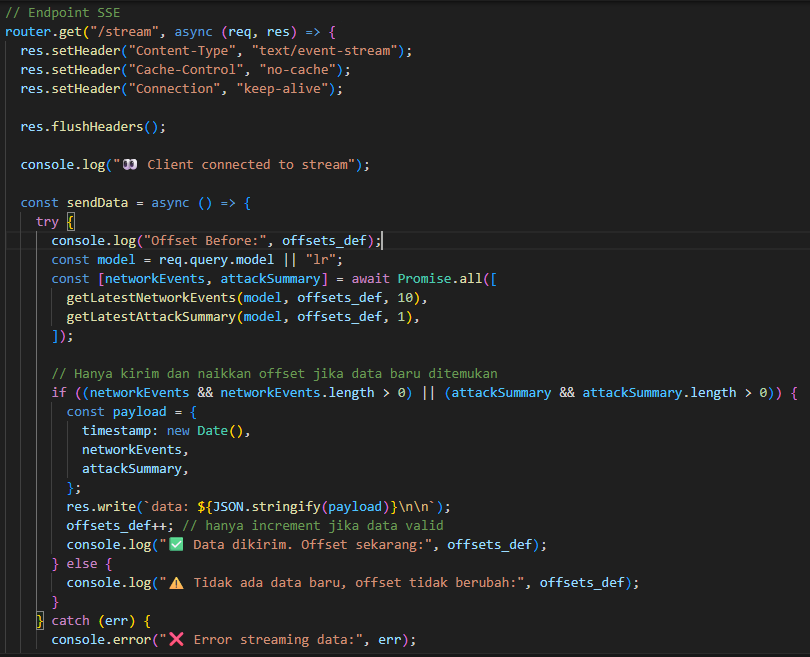 // Endpoint SSE
router.get("/stream", async (req, res) => {
  res.setHeader("Content-Type", "text/event-stream");
  res.setHeader("Cache-Control", "no-cache");
  res.setHeader("Connection", "keep-alive");

  res.flushHeaders();

  console.log("👀 Client connected to stream");

  const sendData = async () => {
    try {
      console.log("Offset Before:", offsets_def);
      const model = req.query.model || "lr";
      const [networkEvents, attackSummary] = await Promise.all([
        getLatestNetworkEvents(model, offsets_def, 10),
        getLatestAttackSummary(model, offsets_def, 1),
      ]);

      // Hanya kirim dan naikkan offset jika data baru ditemukan
      if ((networkEvents && networkEvents.length > 0) || (attackSummary && attackSummary.length > 0)) {
        const payload = {
          timestamp: new Date(),
          networkEvents,
          attackSummary,
        };
        res.write(`data: ${JSON.stringify(payload)}\n\n`);
        offsets_def++; // hanya increment jika data valid
        console.log("✅ Data dikirim. Offset sekarang:", offsets_def);
      } else {
        console.log("⚠️ Tidak ada data baru, offset tidak berubah:", offsets_def);
      }
    } catch (err) {
      console.error("❌ Error streaming data:", err);